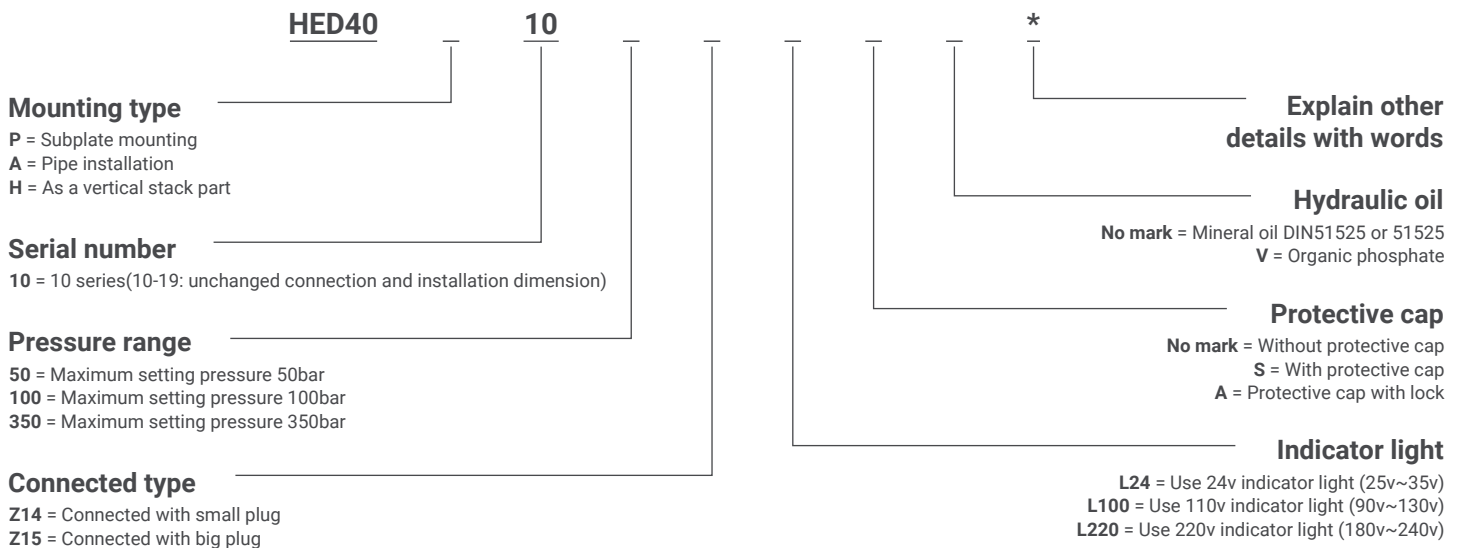 HED40 _ 10 _ _ _ _ _ *
Mounting type
P = Subplate mounting
A = Pipe installation
H = As a vertical stack part
Serial number
10 = 10 series(10-19: unchanged connection and installation dimension)
Pressure range
50 = Maximum setting pressure 50bar
100 = Maximum setting pressure 100bar
350 = Maximum setting pressure 350bar
Connected type
Z14 = Connected with small plug
Z15 = Connected with big plug
Explain other
details with words
Hydraulic oil
No mark = Mineral oil DIN51525 or 51525
V = Organic phosphate
Protective cap
No mark = Without protective cap
S = With protective cap
A = Protective cap with lock
Indicator light
L24 = Use 24v indicator light (25v~35v)
L100 = Use 110v indicator light (90v~130v)
L220 = Use 220v indicator light (180v~240v)